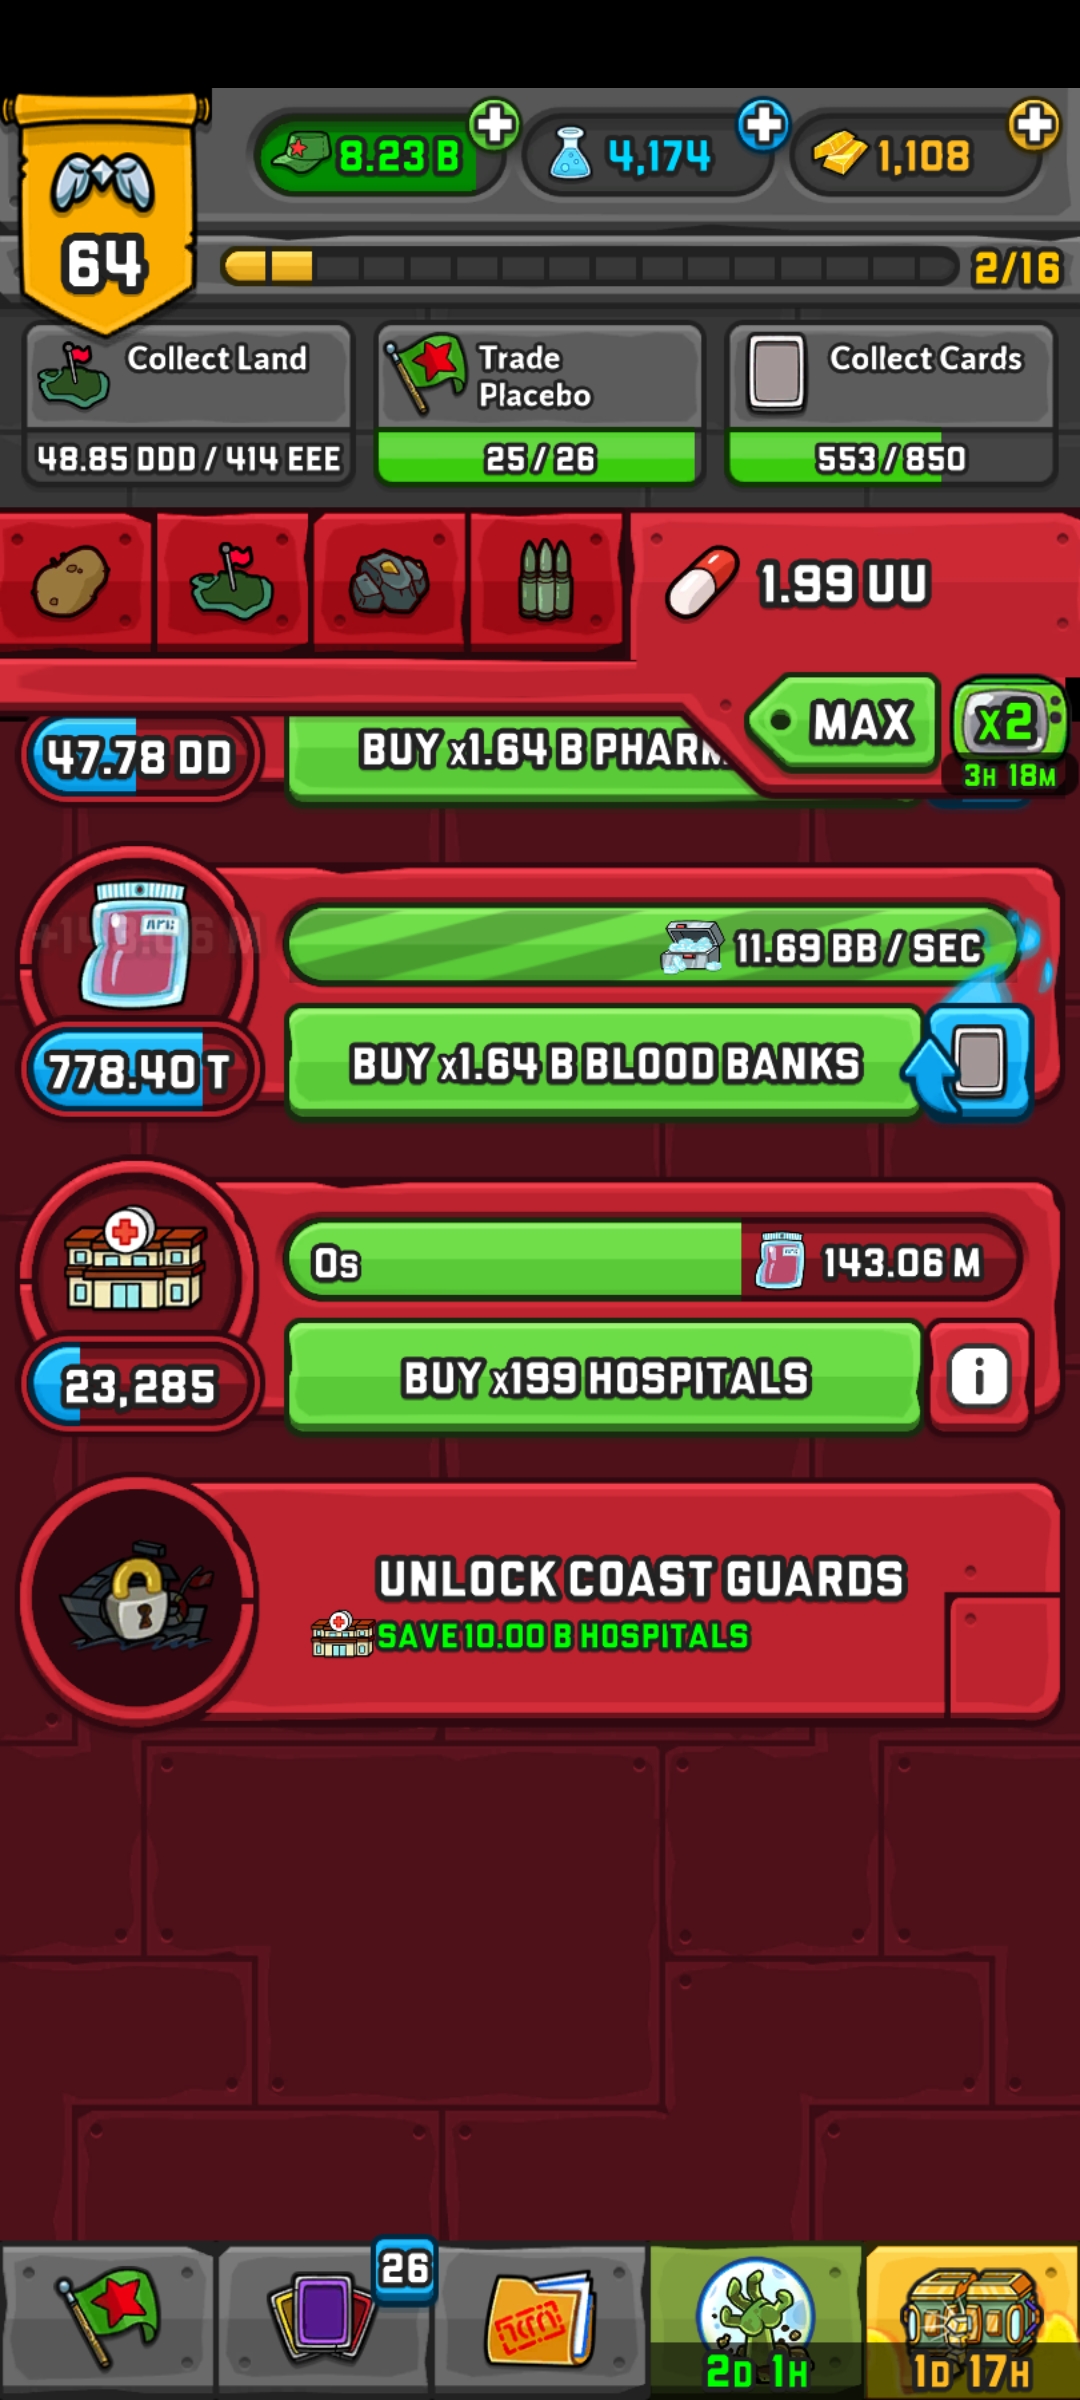 8.23 B
4,174
1,108
64
2/16
Collect Land
48.85 DDD / 414 EEE
Trade
Placebo
25 / 26
Collect Cards
553 / 850
1.99 UU
MAX
X2
3H 18M
47.78 DD
BUY x1.64 B PHARM
11.69 BB / SEC
778.40 T
BUY x1.64 B BLOOD BANKS
0s
143.06 M
23,285
BUY x199 HOSPITALS
i
UNLOCK COAST GUARDS
SAVE 10.00 B HOSPITALS
26
2D 1H
1D 17H